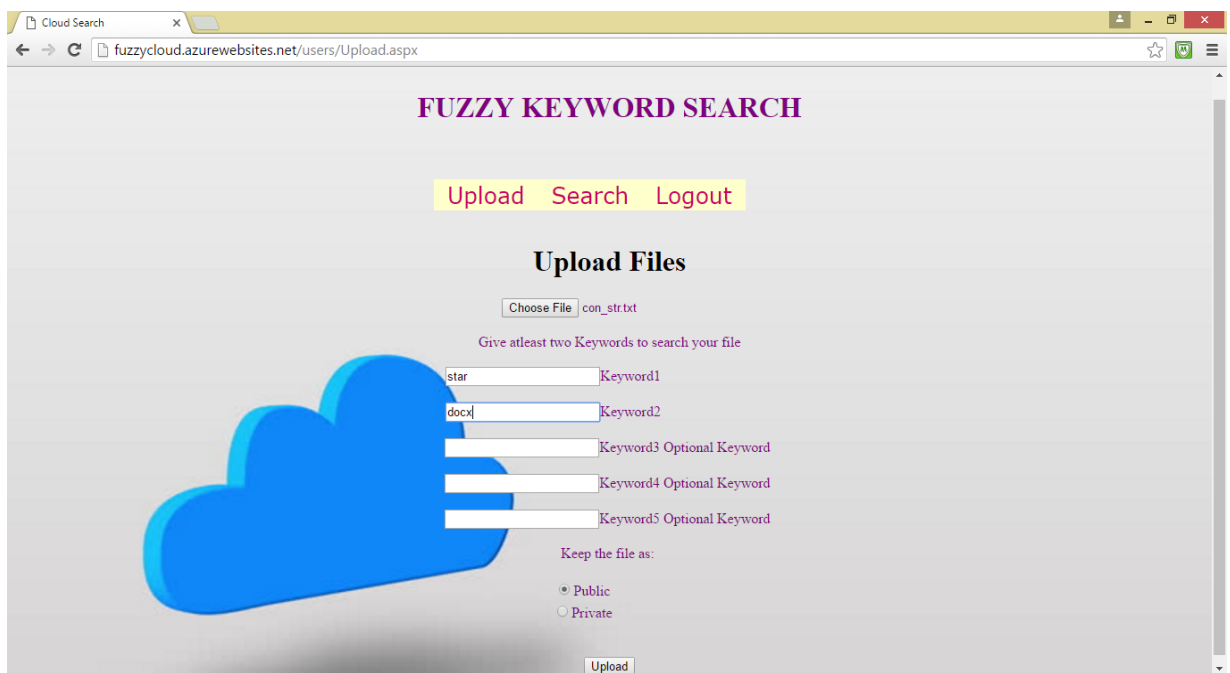 Cloud Search
fuzzycloud.azurewebsites.net/users/Upload.aspx
FUZZY KEYWORD SEARCH
Upload Search Logout
Upload Files
Choose File con_str.txt
Give atleast two Keywords to search your file
star Keyword1
docx Keyword2
Keyword3 Optional Keyword
Keyword4 Optional Keyword
Keyword5 Optional Keyword
Keep the file as:
Public
Private
Upload